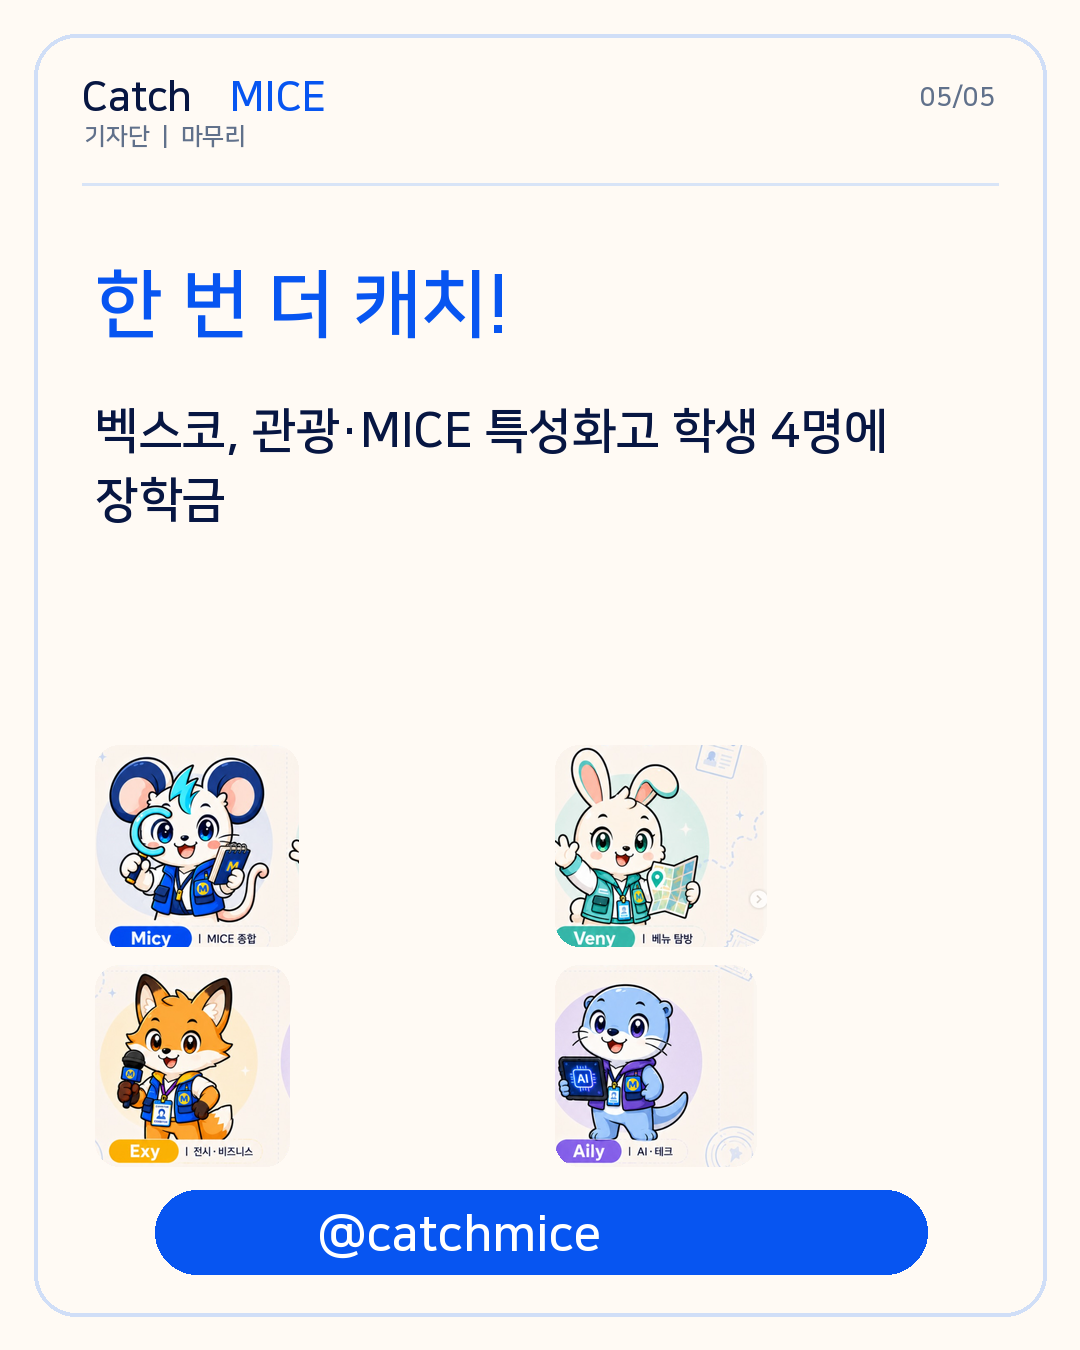 Catch MICE
05/05
기자단 | 마무리
한 번 더 캐치!
벡스코, 관광·MICE 특성화고 학생 4명에
장학금
M
M
Micy | MICE 종합
M
Veny | 베뉴 탐방
M
M
Exy | 전시·비즈니스
AI
M
Aily | AI·테크
@catchmice